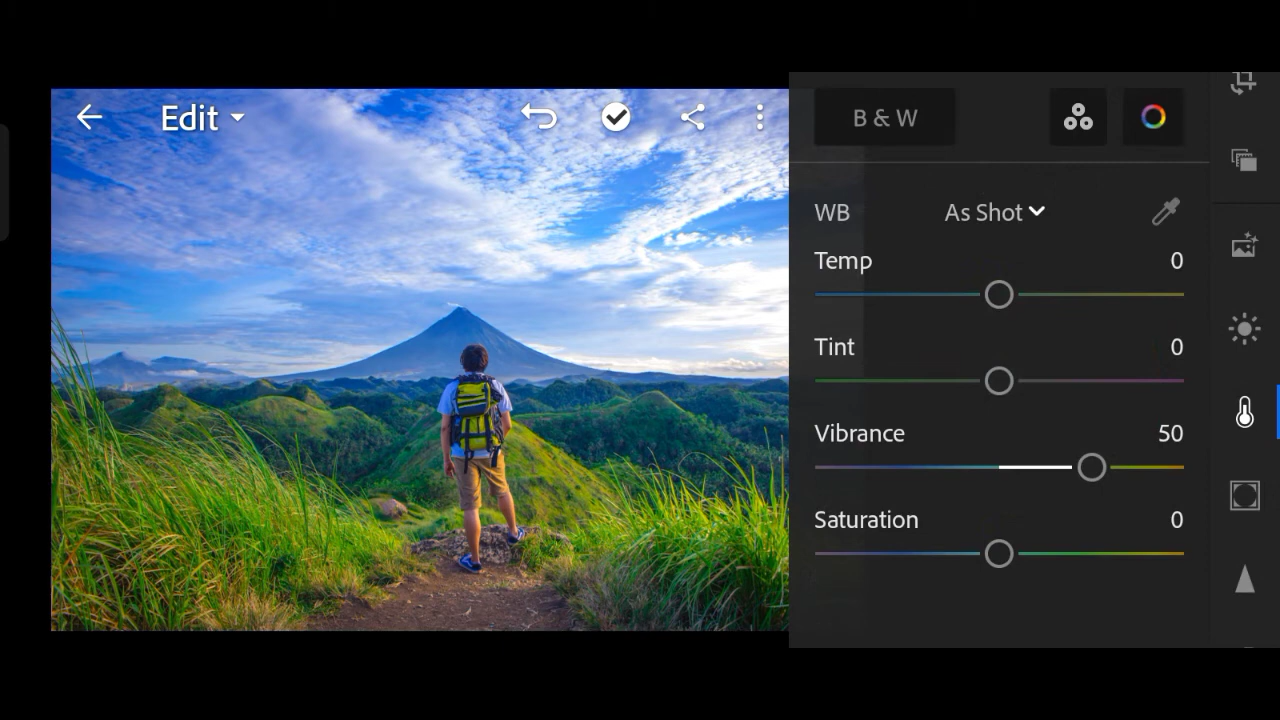 Edit
B & W
WB As Shot
Temp 0
Tint 0
Vibrance 50
Saturation 0